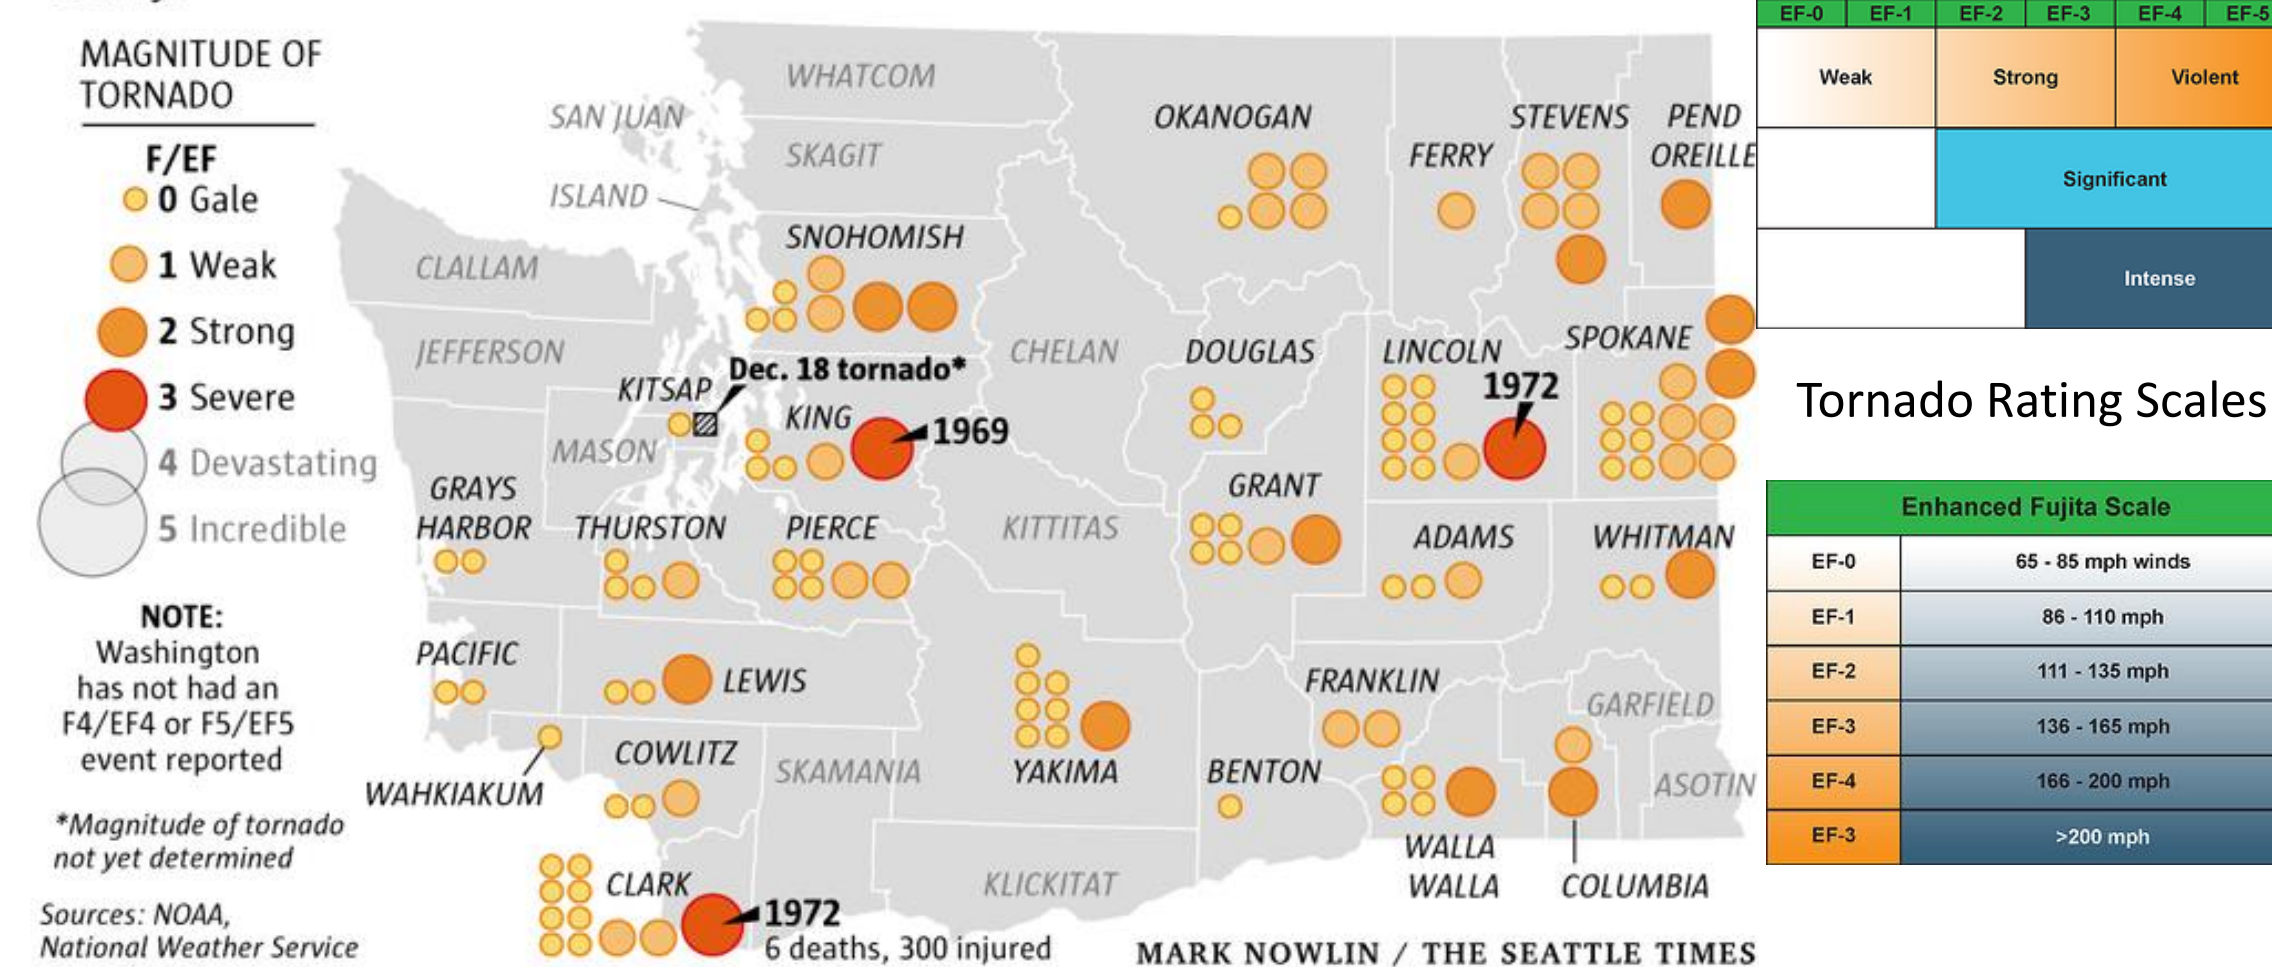 MAGNITUDE OF
TORNADO
F/EF
0 Gale
1 Weak
2 Strong
3 Severe
4 Devastating
5 Incredible
NOTE:
Washington
has not had an
F4/EF4 or F5/EF5
event reported
*Magnitude of tornado
not yet determined
Sources: NOAA,
National Weather Service
WHATCOM
SAN JUAN
SKAGIT
ISLAND
SNOHOMISH
CLALLAM
JEFFERSON
KITSAP
Dec. 18 tornado*
KING
1969
MASON
GRAYS
HARBOR
THURSTON
PIERCE
PACIFIC
LEWIS
WAHKIAKUM
COWLITZ
SKAMANIA
CLARK
1972
6 deaths, 300 injured
OKANOGAN
FERRY
STEVENS
PEND
OREILLE
CHELAN
DOUGLAS
LINCOLN
1972
SPOKANE
KITTITAS
GRANT
ADAMS
WHITMAN
YAKIMA
BENTON
FRANKLIN
GARFIELD
ASOTIN
WALLA
WALLA
COLUMBIA
KLICKITAT
MARK NOWLIN / THE SEATTLE TIMES
EF-0 EF-1 EF-2 EF-3 EF-4 EF-5
Weak Strong Violent
Significant
Intense
Tornado Rating Scales
Enhanced Fujita Scale
EF-0 65 - 85 mph winds
EF-1 86 - 110 mph
EF-2 111 - 135 mph
EF-3 136 - 165 mph
EF-4 166 - 200 mph
EF-3 >200 mph